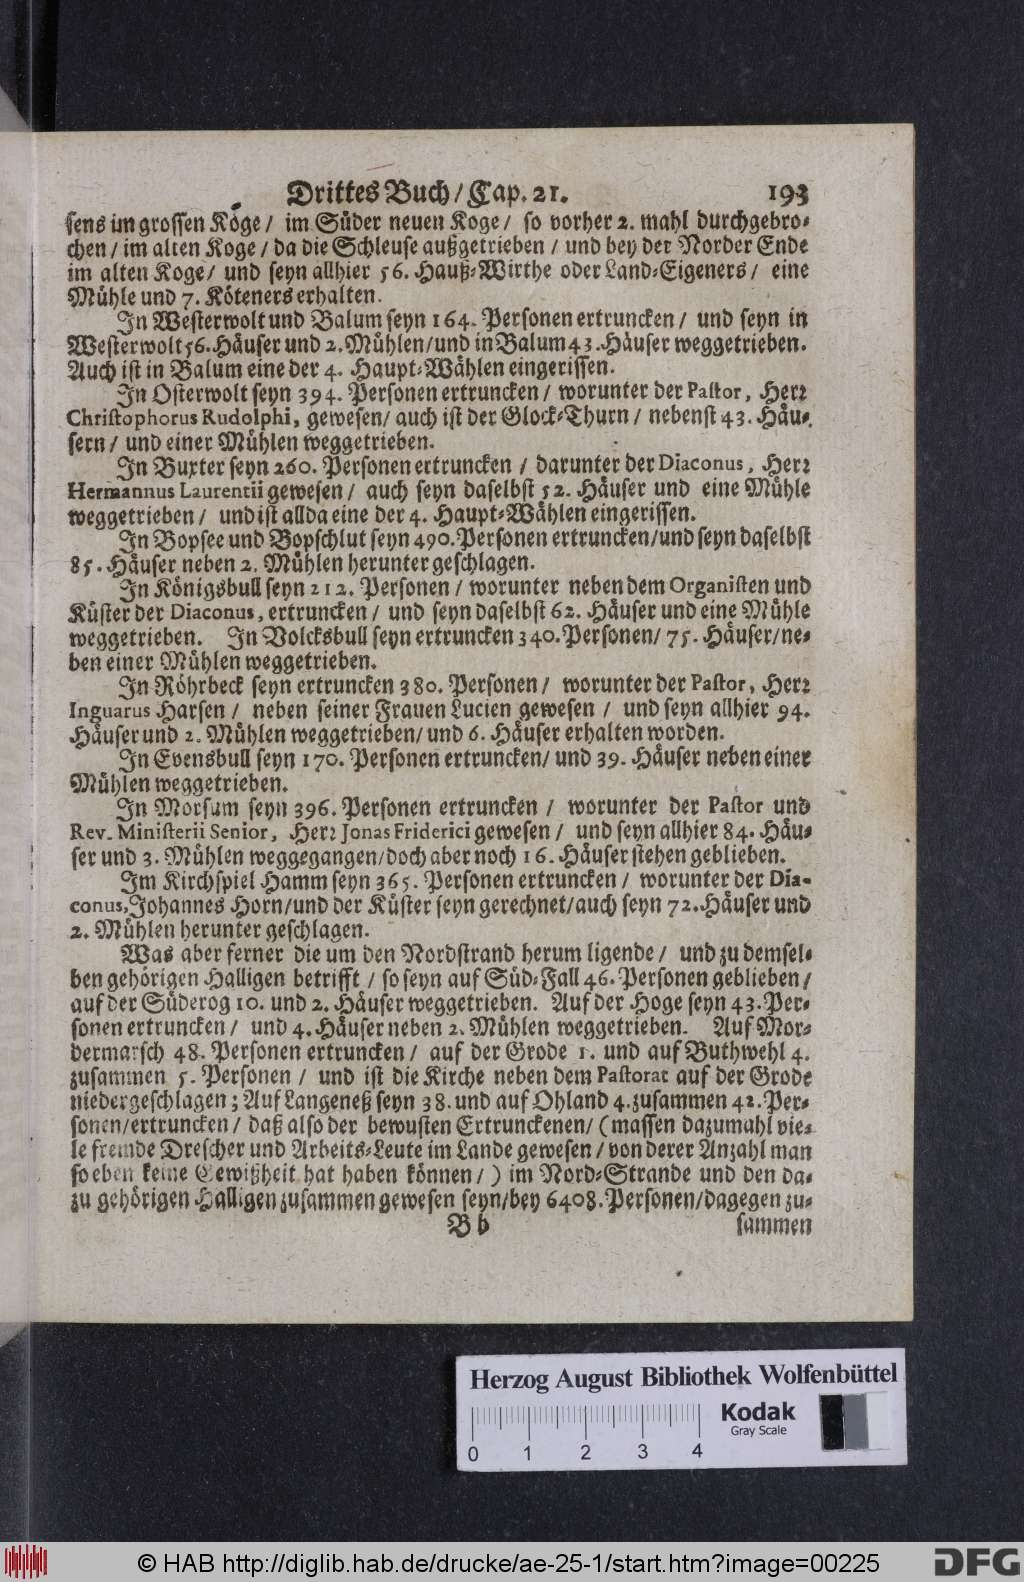 Drittes Buch / Cap. 21. 193
sens im grossen Köge / im Süder neuen Koge / so vorher 2. mahl durchgebro-
chen / im alten Koge / da die Schleuse außgetrieben / und bey der Norder Ende
im alten Koge / und seyn allhier 56. Hauß-Wirthe oder Land-Eigeners / eine
Mühle und 7. Köteners erhalten.
In Westerwolt und Balum seyn 164. Personen ertruncken / und seyn in
Westerwolt 56. Häuser und 2. Mühlen / und in Balum 43. Häuser weggetrieben.
Auch ist in Balum eine der 4. Haupt-Wählen eingerissen.
In Osterwolt seyn 394. Personen ertruncken / worunter der Pastor, Herr
Christophorus Rudolphi, gewesen / auch ist der Glock-Thurn / nebenst 43. Häu-
sern / und einer Mühlen weggetrieben.
In Buxter seyn 260. Personen ertruncken / darunter der Diaconus, Herr
Hermannus Laurentii gewesen / auch seyn daselbst 52. Häuser und eine Mühle
weggetrieben / und ist allda eine der 4. Haupt-Wählen eingerissen.
In Bopsee und Bopschlut seyn 490. Personen ertruncken / und seyn daselbst
85. Häuser neben 2. Mühlen herunter geschlagen.
In Königsbull seyn 212. Personen / worunter neben dem Organisten und
Küster der Diaconus, ertruncken / und seyn daselbst 62. Häuser und eine Mühle
weggetrieben. In Volcksbull seyn ertruncken 340. Personen / 75. Häuser / ne-
ben einer Mühlen weggetrieben.
In Röhrbeck seyn ertruncken 380. Personen / worunter der Pastor, Herr
Inguarus Harsen / neben seiner Frauen Lucien gewesen / und seyn allhier 94.
Häuser und 2. Mühlen weggetrieben / und 6. Häuser erhalten worden.
In Evensbull seyn 170. Personen ertruncken / und 39. Häuser neben einer
Mühlen weggetrieben.
In Morsum seyn 396. Personen ertruncken / worunter der Pastor und
Rev. Ministerii Senior, Herr Jonas Friderici gewesen / und seyn allhier 84. Häu-
ser und 3. Mühlen weggegangen / doch aber noch 16. Häuser stehen geblieben.
Im Kirchspiel Hamm seyn 365. Personen ertruncken / worunter der Dia-
conus, Johannes Horn / und der Küster seyn gerechnet / auch seyn 72. Häuser und
2. Mühlen herunter geschlagen.
Was aber ferner die um den Nordstrand herum ligende / und zu demsel-
ben gehörigen Halligen betrifft / so seyn auf Süd-Fall 46. Personen geblieben /
auf der Süderog 10. und 2. Häuser weggetrieben. Auf der Hoge seyn 43. Per-
sonen ertruncken / und 4. Häuser neben 2. Mühlen weggetrieben. Auf Mor-
dermarsch 48. Personen ertruncken / auf der Grode 1. und auf Buthwehl 4.
zusammen 5. Personen / und ist die Kirche neben dem Pastorat auf der Grode
niedergeschlagen ; Auf Langeneß seyn 38. und auf Ohland 4. zusammen 42. Per-
sonen / ertruncken / daß also der bewusten Ertrunckenen / (massen dazumahl vie-
le fremde Drescher und Arbeits-Leute im Lande gewesen / von derer Anzahl man
so eben keine Gewißheit hat haben können / ) im Nord-Strande und den da-
zu gehörigen Halligen zusammen gewesen seyn / bey 6408. Personen / dagegen zu-
B b sammen
Herzog August Bibliothek Wolfenbüttel
Kodak
Gray Scale
0 1 2 3 4
© HAB http://diglib.hab.de/drucke/ae-25-1/start.htm?image=00225
DFG